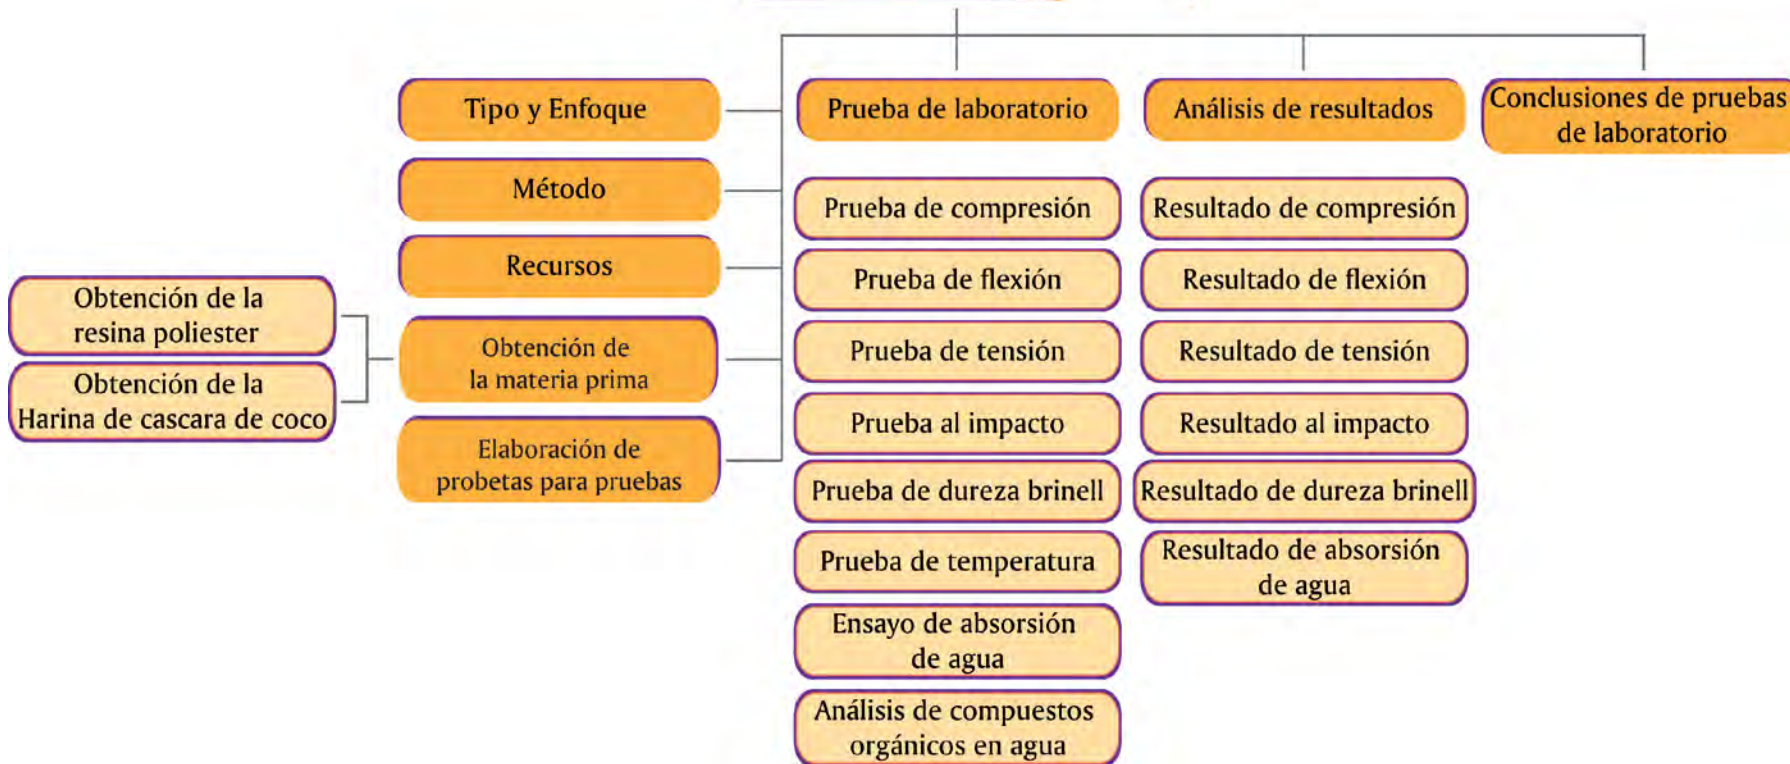 Tipo y Enfoque
Método
Recursos
Obtención de
la materia prima
Elaboración de
probetas para pruebas
Obtención de la
resina poliester
Obtención de la
Harina de cascara de coco
Prueba de laboratorio
Prueba de compresión
Prueba de flexión
Prueba de tensión
Prueba al impacto
Prueba de dureza brinell
Prueba de temperatura
Ensayo de absorsión
de agua
Análisis de compuestos
orgánicos en agua
Análisis de resultados
Resultado de compresión
Resultado de flexión
Resultado de tensión
Resultado al impacto
Resultado de dureza brinell
Resultado de absorsión
de agua
Conclusiones de pruebas
de laboratorio